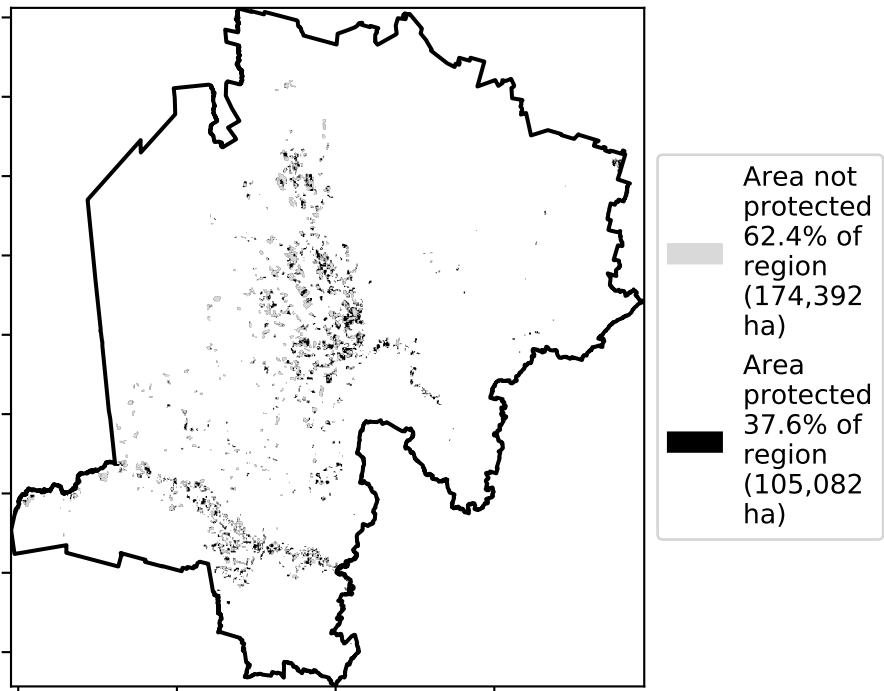 Area not
protected
62.4% of
region
(174,392
ha)
Area
protected
37.6% of
region
(105,082
ha)